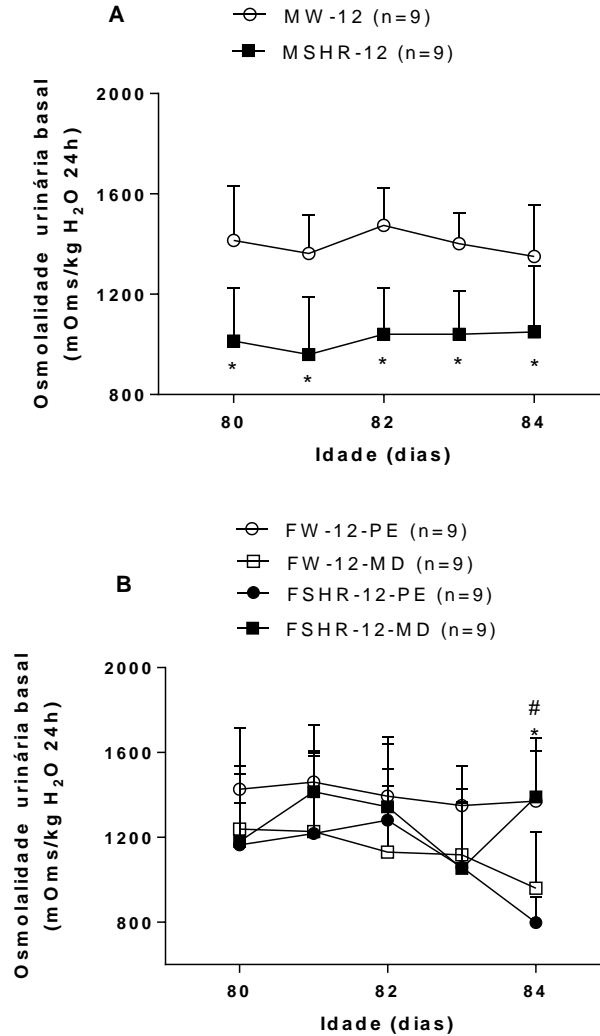 A
MW-12 (n=9)
MSHR-12 (n=9)
Osmolalidade urinária basal
(mOms/kg H₂O 24h)
2000
1600
1200
800
* * * * *
80 82 84
Idade (dias)
B
FW-12-PE (n=9)
FW-12-MD (n=9)
FSHR-12-PE (n=9)
FSHR-12-MD (n=9)
Osmolalidade urinária basal
(mOms/kg H₂O 24h)
2000
1600
1200
800
#
*
80 82 84
Idade (dias)